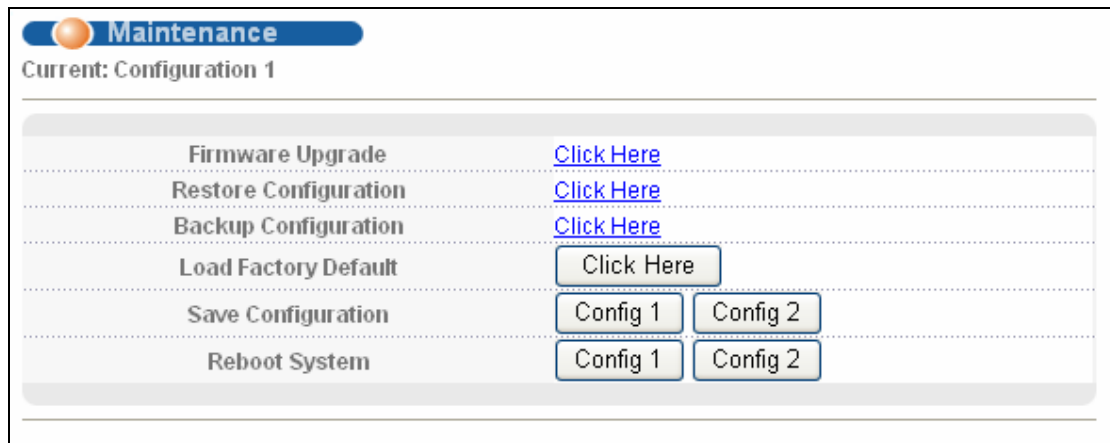 Maintenance
Current: Configuration 1
Firmware Upgrade Click Here
Restore Configuration Click Here
Backup Configuration Click Here
Load Factory Default Click Here
Save Configuration Config 1 Config 2
Reboot System Config 1 Config 2